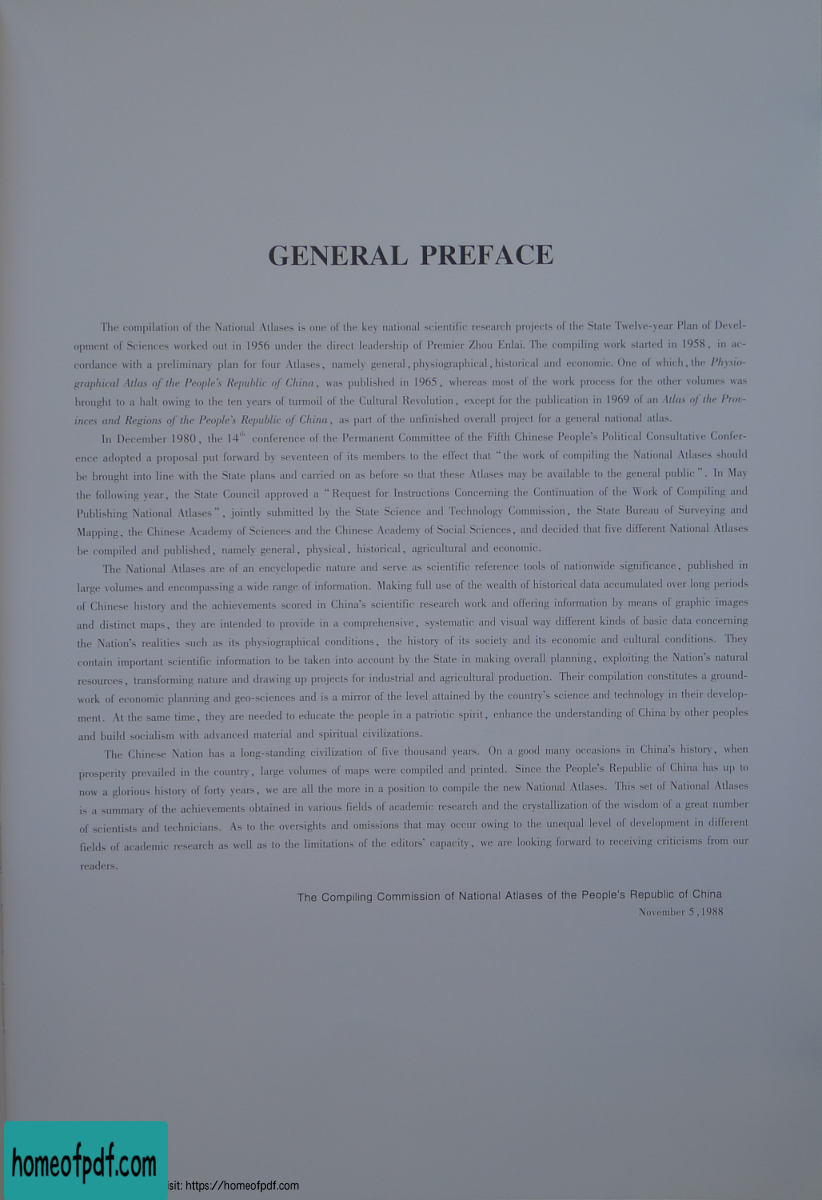 GENERAL PREFACE
The compilation of the National Atlases is one of the key national scientific research projects of the State Twelve-year Plan of Devel-
opment of Sciences worked out in 1956 under the direct leadership of Premier Zhou Enlai. The compiling work started in 1958, in ac-
cordance with a preliminary plan for four Atlases, namely general, physiographical, historical and economic. One of which, the Physio-
graphical Atlas of the People's Republic of China, was published in 1965, whereas most of the work process for the other volumes was
brought to a halt owing to the ten years of turmoil of the Cultural Revolution, except for the publication in 1969 of an Atlas of the Prov-
inces and Regions of the People's Republic of China, as part of the unfinished overall project for a general national atlas.
In December 1980, the 14th conference of the Permanent Committee of the Fifth Chinese People's Political Consultative Confer-
ence adopted a proposal put forward by seventeen of its members to the effect that "the work of compiling the National Atlases should
be brought into line with the State plans and carried on as before so that these Atlases may be available to the general public". In May
the following year, the State Council approved a "Request for Instructions Concerning the Continuation of the Work of Compiling and
Publishing National Atlases", jointly submitted by the State Science and Technology Commission, the State Bureau of Surveying and
Mapping, the Chinese Academy of Sciences and the Chinese Academy of Social Sciences, and decided that five different National Atlases
be compiled and published, namely general, physical, historical, agricultural and economic.
The National Atlases are of an encyclopedic nature and serve as scientific reference tools of nationwide significance, published in
large volumes and encompassing a wide range of information. Making full use of the wealth of historical data accumulated over long periods
of Chinese history and the achievements scored in China's scientific research work and offering information by means of graphic images
and distinct maps, they are intended to provide in a comprehensive, systematic and visual way different kinds of basic data concerning
the Nation's realities such as its physiographical conditions, the history of its society and its economic and cultural conditions. They
contain important scientific information to be taken into account by the State in making overall planning, exploiting the Nation's natural
resources, transforming nature and drawing up projects for industrial and agricultural production. Their compilation constitutes a ground-
work of economic planning and geo-sciences and is a mirror of the level attained by the country's science and technology in their develop-
ment. At the same time, they are needed to educate the people in a patriotic spirit, enhance the understanding of China by other peoples
and build socialism with advanced material and spiritual civilizations.
The Chinese Nation has a long-standing civilization of five thousand years. On a good many occasions in China's history, when
prosperity prevailed in the country, large volumes of maps were compiled and printed. Since the People's Republic of China has up to
now a glorious history of forty years, we are all the more in a position to compile the new National Atlases. This set of National Atlases
is a summary of the achievements obtained in various fields of academic research and the crystallization of the wisdom of a great number
of scientists and technicians. As to the oversights and omissions that may occur owing to the unequal level of development in different
fields of academic research as well as to the limitations of the editors' capacity, we are looking forward to receiving criticisms from our
readers.
The Compiling Commission of National Atlases of the People's Republic of China
November 5, 1988
homeofpdf.com
isit: https://homeofpdf.com